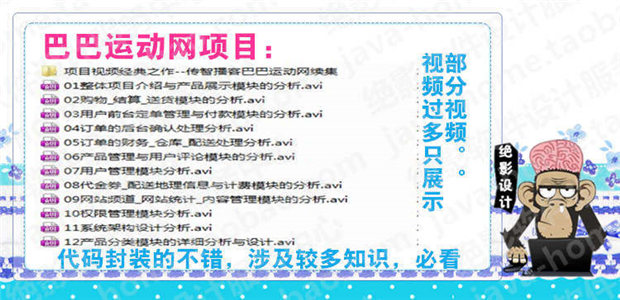 巴巴运动网项目:
项目视频经典之作--传智播客巴巴运动网续集
01整体项目介绍与产品展示模块的分析.avi
02购物_结算_送货模块的分析.avi
03用户前台定单管理与付款模块的分析.avi
04订单的后台确认处理分析.avi
05订单的财务_仓库_配送处理分析.avi
06产品管理与用户评论模块的分析.avi
07用户管理模块分析.avi
08代金券_配送地理信息与计费模块的分析.avi
09网站频道_网站统计_内容管理模块的分析.avi
10权限管理模块分析.avi
11系统架构设计分析.avi
12产品分类模块的详细分析与设计.avi
部分视频。。
视频过多只展示
绝影设计
代码封装的不错，涉及较多知识，必看